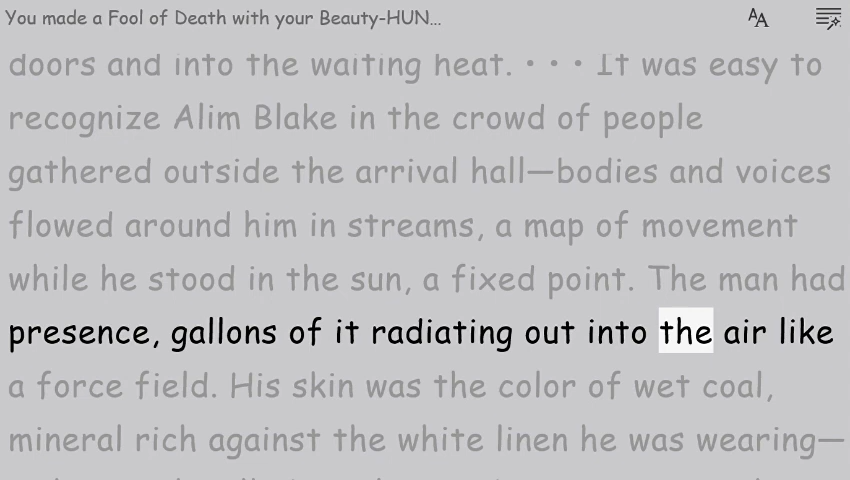 You made a Fool of Death with your Beauty-HUN...
AA
doors and into the waiting heat. • • • It was easy to
recognize Alim Blake in the crowd of people
gathered outside the arrival hall—bodies and voices
flowed around him in streams, a map of movement
while he stood in the sun, a fixed point. The man had
presence, gallons of it radiating out into the air like
a force field. His skin was the color of wet coal,
mineral rich against the white linen he was wearing—